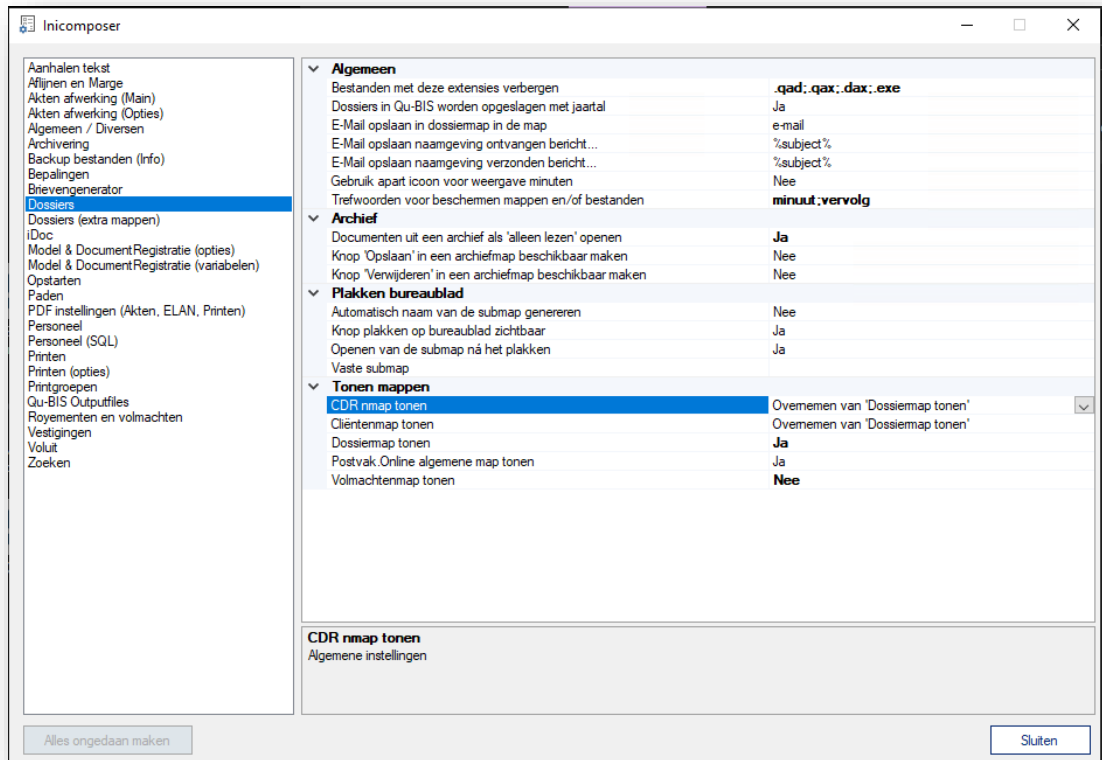 Inicomposer
Aanhalen tekst
Aflijnen en Marge
Akten afwerking (Main)
Akten afwerking (Opties)
Algemeen / Diversen
Archivering
Backup bestanden (Info)
Bepalingen
Brievengenerator
Dossiers
Dossiers (extra mappen)
iDoc
Model & DocumentRegistratie (opties)
Model & DocumentRegistratie (variabelen)
Opstarten
Paden
PDF instellingen (Akten, ELAN, Printen)
Personeel
Personeel (SQL)
Printen
Printen (opties)
Printgroepen
Qu-BIS Outputfiles
Royementen en volmachten
Vestigingen
Voluit
Zoeken
Algemeen
Bestanden met deze extensies verbergen .qad;.qax;.dax;.exe
Dossiers in Qu-BIS worden opgeslagen met jaartal Ja
E-Mail opslaan in dossiermap in de map e-mail
E-Mail opslaan naamgeving ontvangen bericht... %subject%
E-Mail opslaan naamgeving verzonden bericht... %subject%
Gebruik apart icoon voor weergave minuten Nee
Trefwoorden voor beschermen mappen en/of bestanden minuut;vervolg
Archief
Documenten uit een archief als 'alleen lezen' openen Ja
Knop 'Opslaan' in een archiefmap beschikbaar maken Nee
Knop 'Verwijderen' in een archiefmap beschikbaar maken Nee
Plakken bureaublad
Automatisch naam van de submap genereren Nee
Knop plakken op bureaublad zichtbaar Ja
Openen van de submap ná het plakken Ja
Vaste submap
Tonen mappen
CDR nmap tonen Overnemen van 'Dossiermap tonen'
Cliëntenmap tonen Overnemen van 'Dossiermap tonen'
Dossiermap tonen Ja
Postvak.Online algemene map tonen Ja
Volmachtenmap tonen Nee
CDR nmap tonen
Algemene instellingen
Alles ongedaan maken
Sluiten